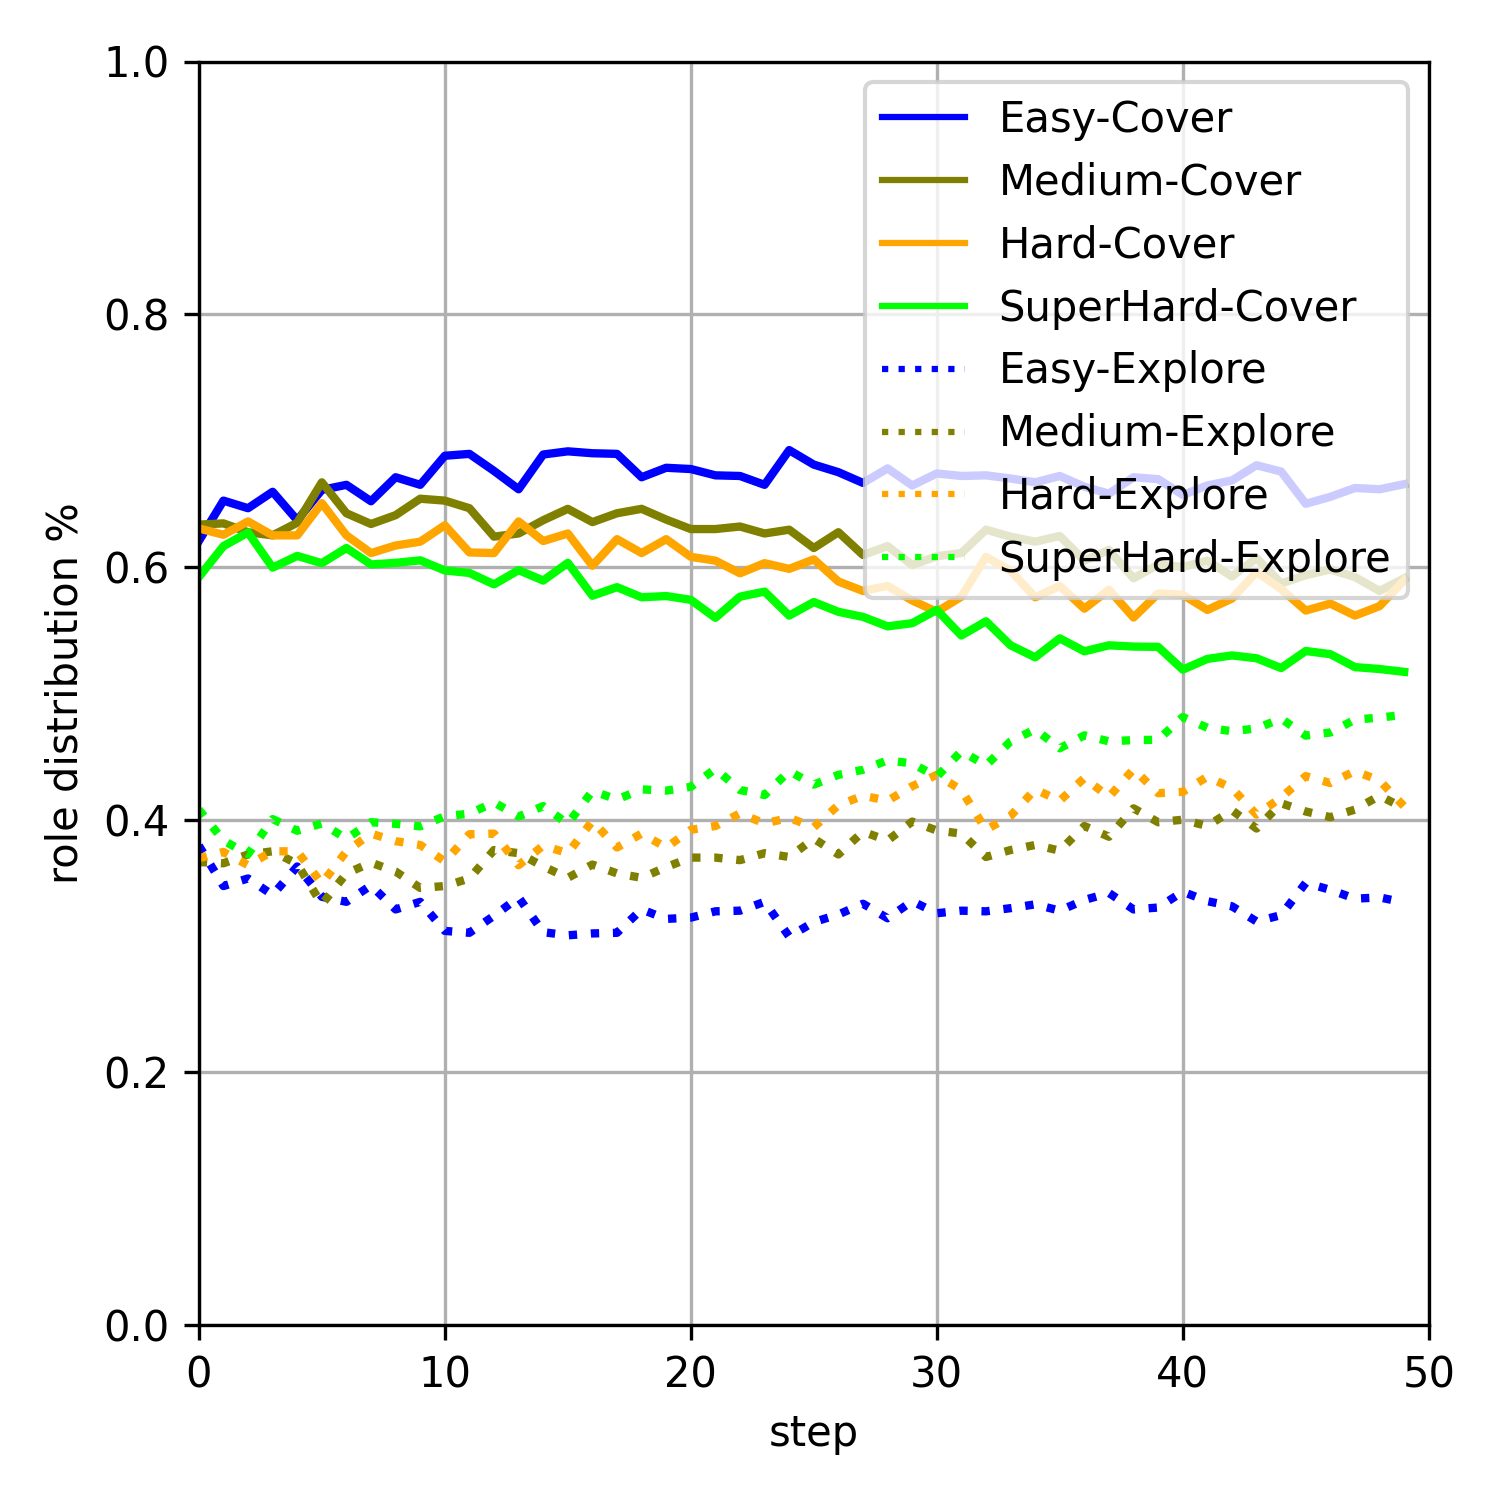 1.0
0.8
0.6
0.4
0.2
0.0
role distribution %
Easy-Cover
Medium-Cover
Hard-Cover
SuperHard-Cover
Easy-Explore
Medium-Explore
Hard-Explore
SuperHard-Explore
0 10 20 30 40 50
step